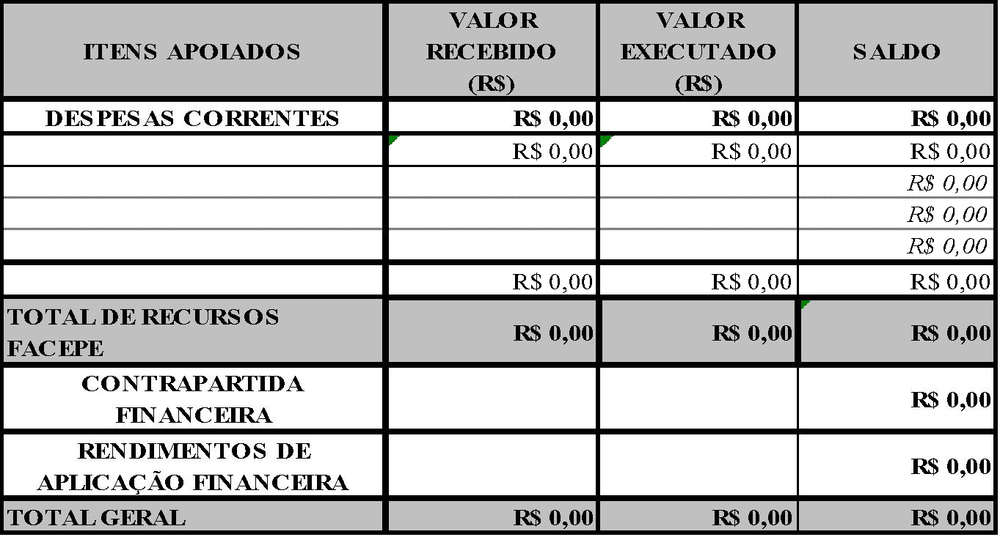 ITENS APOIADOS VALOR RECEBIDO (R$) VALOR EXECUTADO (R$) SALDO
DESPESAS CORRENTES R$ 0,00 R$ 0,00 R$ 0,00
R$ 0,00 R$ 0,00 R$ 0,00
R$ 0,00
R$ 0,00
R$ 0,00
R$ 0,00 R$ 0,00 R$ 0,00
TOTAL DE RECURSOS FACEPE R$ 0,00 R$ 0,00 R$ 0,00
CONTRAPARTIDA FINANCEIRA R$ 0,00
RENDIMENTOS DE APLICAÇÃO FINANCEIRA R$ 0,00
TOTAL GERAL R$ 0,00 R$ 0,00 R$ 0,00